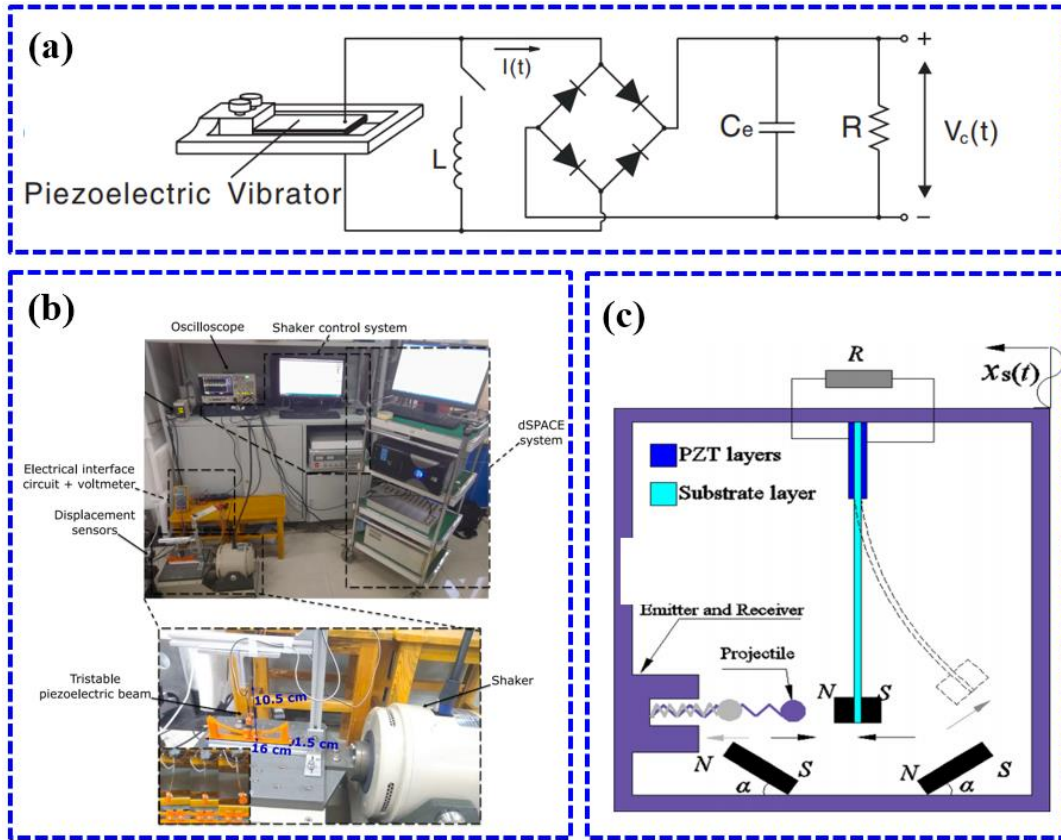 (a)
I(t)
L
Piezoelectric Vibrator
Ce
R
Vc(t)
+
−
(b)
Oscilloscope
Shaker control system
dSPACE
system
Electrical interface
circuit + voltmeter
Displacement
sensors
Tristable
piezoelectric beam
10.5 cm
16 cm
1.5 cm
Shaker
(c)
R
xs(t)
PZT layers
Substrate layer
Emitter and Receiver
Projectile
N S
N S
α
N S
α